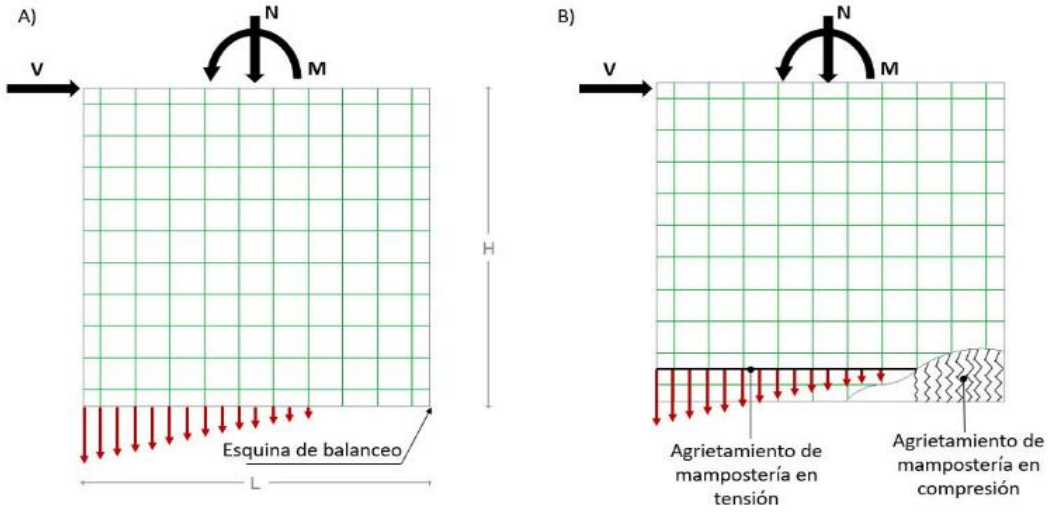 A)
N
V
M
H
Esquina de balanceo
L
B)
N
V
M
Agrietamiento de
mampostería en
tensión
Agrietamiento de
mampostería en
compresión